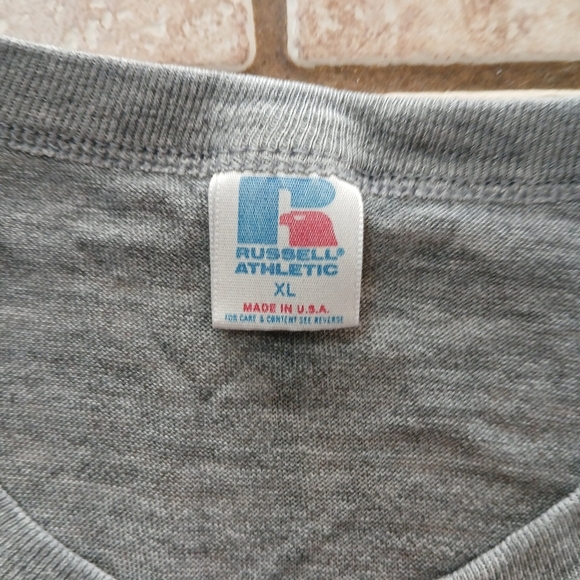 RUSSELL®
ATHLETIC
XL
MADE IN U.S.A.
FOR CARE & CONTENT SEE REVERSE